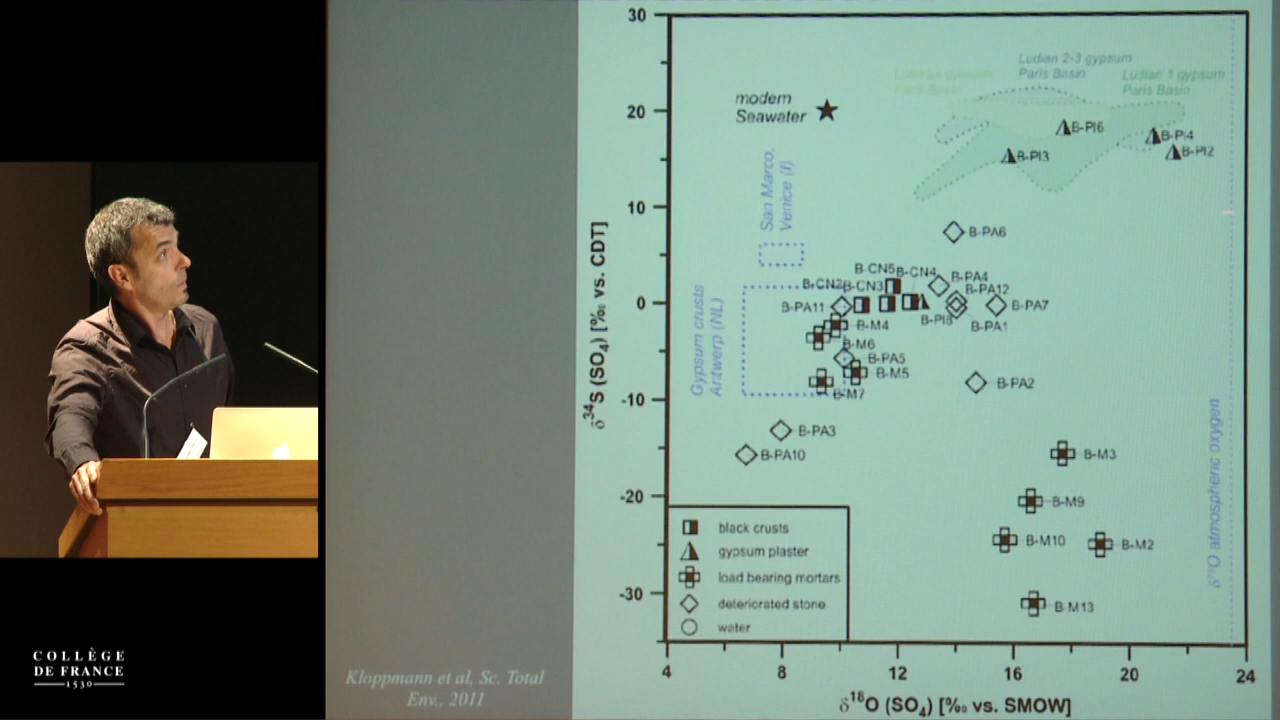 30
20
10
0
-10
-20
-30
4
8
12
16
20
24
δ34S (SO4) [‰ vs. CDT]
δ18O (SO4) [‰ vs. SMOW]
modern
Seawater
San Marco,
Venice (I)
Gypsum crusts
Antwerp (NL)
Ludian 2-3 gypsum
Paris Basin
Paris Basin
Ludian 1 gypsum
Paris Basin
B-PI6
B-PI4
B-PI3
B-PI2
B-PA6
B-CN5
B-CN4
B-PA4
B-CN2
B-CN3
B-PA12
B-PA11
B-PA7
B-PI8
B-PA1
B-M4
B-M6
B-PA5
B-M5
B-M7
B-PA2
B-PA3
B-PA10
B-M3
B-M9
B-M10
B-M2
B-M13
δ18O atmospheric oxygen
black crusts
gypsum plaster
load bearing mortars
deteriorated stone
water
Kloppmann et al, Sc. Total
Env., 2011
COLLÈGE
DE FRANCE
1530